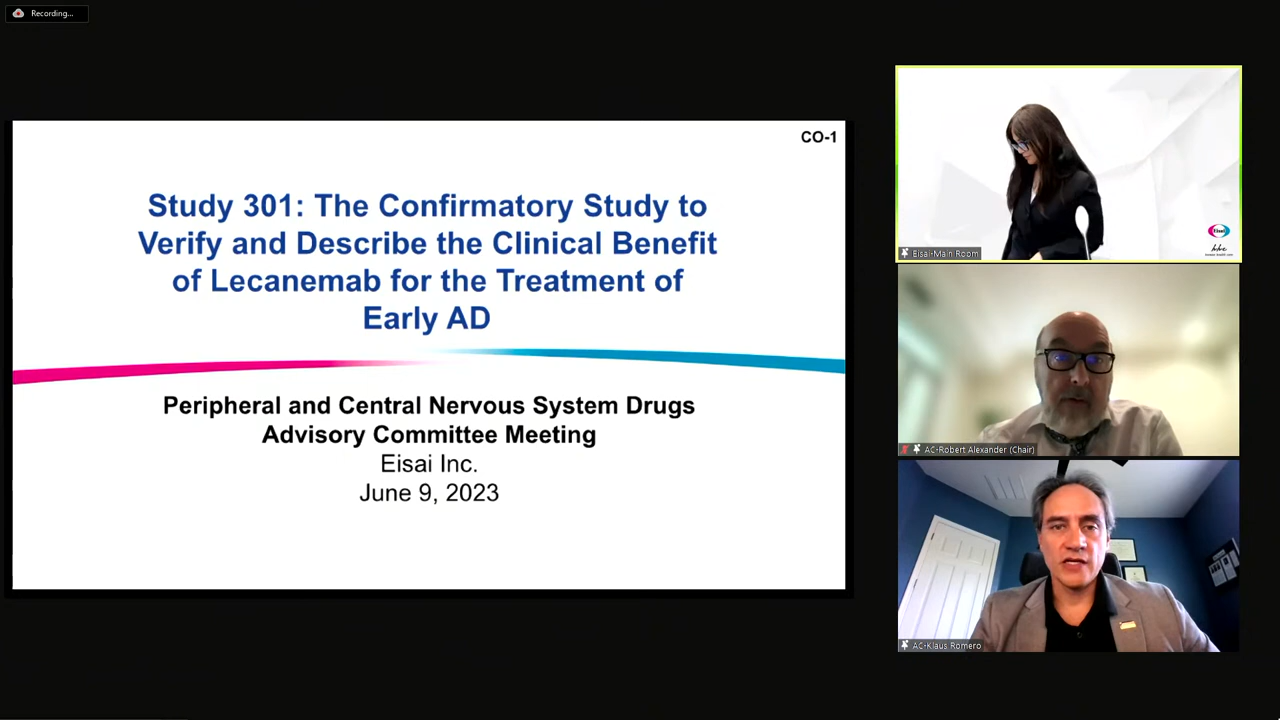 Recording...
CO-1
Study 301: The Confirmatory Study to
Verify and Describe the Clinical Benefit
of Lecanemab for the Treatment of
Early AD
Peripheral and Central Nervous System Drugs
Advisory Committee Meeting
Eisai Inc.
June 9, 2023
Eisai
hhc
Eisai-Main Room
AC-Robert Alexander (Chair)
AC-Klaus Romero